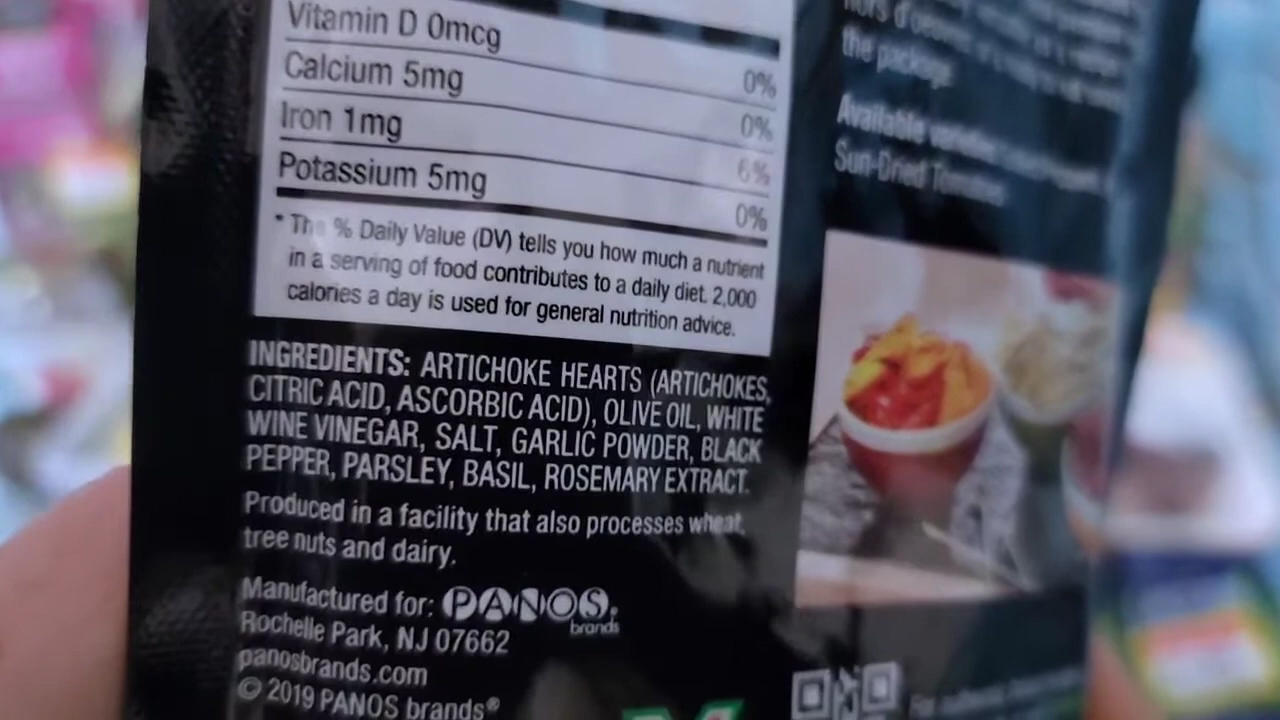 Vitamin D 0mcg 0%
Calcium 5mg 0%
Iron 1mg 6%
Potassium 5mg 0%
* The % Daily Value (DV) tells you how much a nutrient
in a serving of food contributes to a daily diet. 2,000
calories a day is used for general nutrition advice.
INGREDIENTS: ARTICHOKE HEARTS (ARTICHOKES,
CITRIC ACID, ASCORBIC ACID), OLIVE OIL, WHITE
WINE VINEGAR, SALT, GARLIC POWDER, BLACK
PEPPER, PARSLEY, BASIL, ROSEMARY EXTRACT.
Produced in a facility that also processes wheat,
tree nuts and dairy.
Manufactured for: PANOS.
brands
Rochelle Park, NJ 07662
panosbrands.com
© 2019 PANOS brands®
hors d'oeuvre
the package
Available varieties
Sun-Dried Tomatoes
For